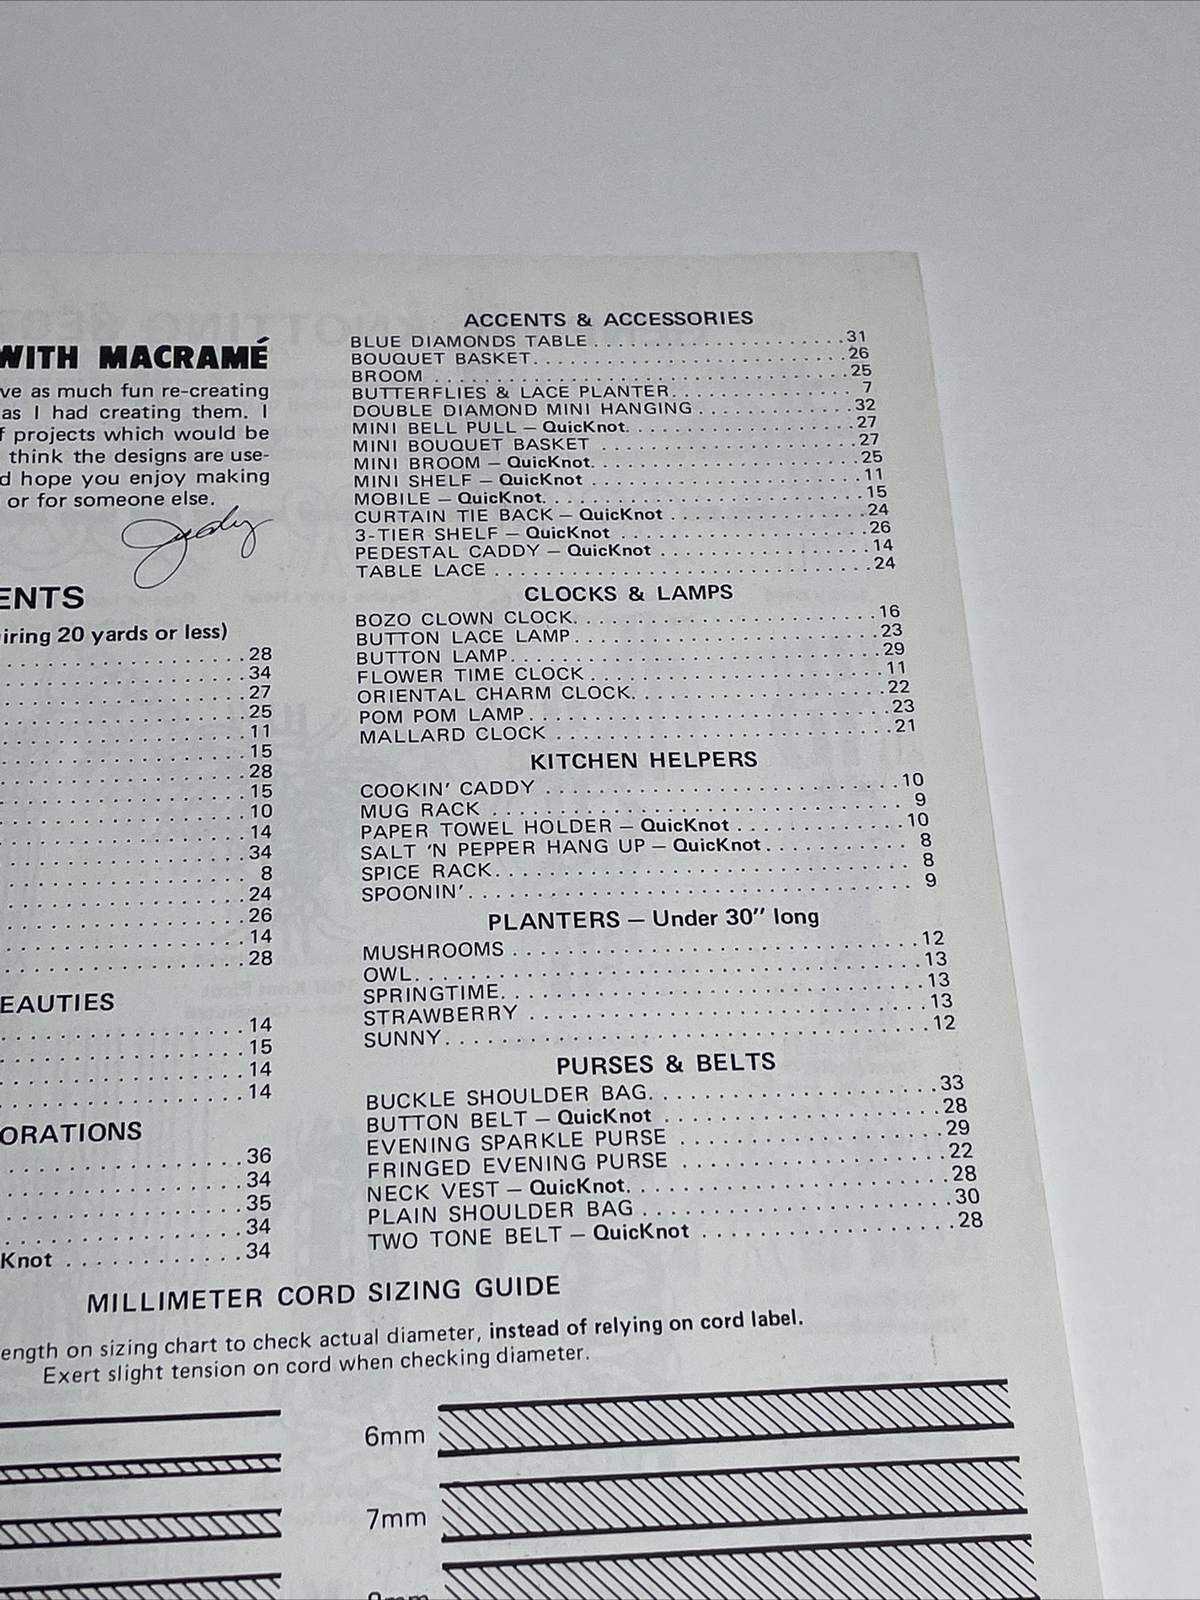 WITH MACRAMÉ
ve as much fun re-creating
as I had creating them. I
f projects which would be
think the designs are use-
d hope you enjoy making
or for someone else.
Judy
ENTS
iring 20 yards or less)
. . . . . . . . . . . . 28
. . . . . . . . . . . . 34
. . . . . . . . . . . . 27
. . . . . . . . . . . . 25
. . . . . . . . . . . . 11
. . . . . . . . . . . . 15
. . . . . . . . . . . . 28
. . . . . . . . . . . . 15
. . . . . . . . . . . . 10
. . . . . . . . . . . . 14
. . . . . . . . . . . . 34
. . . . . . . . . . . . 8
. . . . . . . . . . . . 24
. . . . . . . . . . . . 26
. . . . . . . . . . . . 14
. . . . . . . . . . . . 28
EAUTIES
. . . . . . . . . . . . 14
. . . . . . . . . . . . 15
. . . . . . . . . . . . 14
. . . . . . . . . . . . 14
ORATIONS
. . . . . . . . . . . . 36
. . . . . . . . . . . . 34
. . . . . . . . . . . . 35
. . . . . . . . . . . . 34
Knot . . . . . . . . . . . . 34
ACCENTS & ACCESSORIES
BLUE DIAMONDS TABLE . . . . . . . . . . . . 31
BOUQUET BASKET. . . . . . . . . . . . 26
BROOM . . . . . . . . . . . . 25
BUTTERFLIES & LACE PLANTER. . . . . . . . . . . . 7
DOUBLE DIAMOND MINI HANGING . . . . . . . . . . . . 32
MINI BELL PULL – QuicKnot. . . . . . . . . . . . 27
MINI BOUQUET BASKET . . . . . . . . . . . . 27
MINI BROOM – QuicKnot. . . . . . . . . . . . 25
MINI SHELF – QuicKnot . . . . . . . . . . . . 11
MOBILE – QuicKnot. . . . . . . . . . . . 15
CURTAIN TIE BACK – QuicKnot . . . . . . . . . . . . 24
3-TIER SHELF – QuicKnot . . . . . . . . . . . . 26
PEDESTAL CADDY – QuicKnot . . . . . . . . . . . . 14
TABLE LACE . . . . . . . . . . . . 24
CLOCKS & LAMPS
BOZO CLOWN CLOCK. . . . . . . . . . . . 16
BUTTON LACE LAMP. . . . . . . . . . . . 23
BUTTON LAMP. . . . . . . . . . . . 29
FLOWER TIME CLOCK . . . . . . . . . . . . 11
ORIENTAL CHARM CLOCK. . . . . . . . . . . . 22
POM POM LAMP. . . . . . . . . . . . 23
MALLARD CLOCK . . . . . . . . . . . . 21
KITCHEN HELPERS
COOKIN' CADDY . . . . . . . . . . . . 10
MUG RACK . . . . . . . . . . . . 9
PAPER TOWEL HOLDER – QuicKnot . . . . . . . . . . . . 10
SALT 'N PEPPER HANG UP – QuicKnot. . . . . . . . . . . . 8
SPICE RACK. . . . . . . . . . . . 8
SPOONIN' . . . . . . . . . . . . 9
PLANTERS – Under 30" long
MUSHROOMS . . . . . . . . . . . . 12
OWL. . . . . . . . . . . . 13
SPRINGTIME. . . . . . . . . . . . 13
STRAWBERRY . . . . . . . . . . . . 13
SUNNY. . . . . . . . . . . . 12
PURSES & BELTS
BUCKLE SHOULDER BAG. . . . . . . . . . . . 33
BUTTON BELT – QuicKnot . . . . . . . . . . . . 28
EVENING SPARKLE PURSE . . . . . . . . . . . . 29
FRINGED EVENING PURSE . . . . . . . . . . . . 22
NECK VEST – QuicKnot. . . . . . . . . . . . 28
PLAIN SHOULDER BAG . . . . . . . . . . . . 30
TWO TONE BELT – QuicKnot . . . . . . . . . . . . 28
MILLIMETER CORD SIZING GUIDE
ength on sizing chart to check actual diameter, instead of relying on cord label.
Exert slight tension on cord when checking diameter.
6mm
7mm